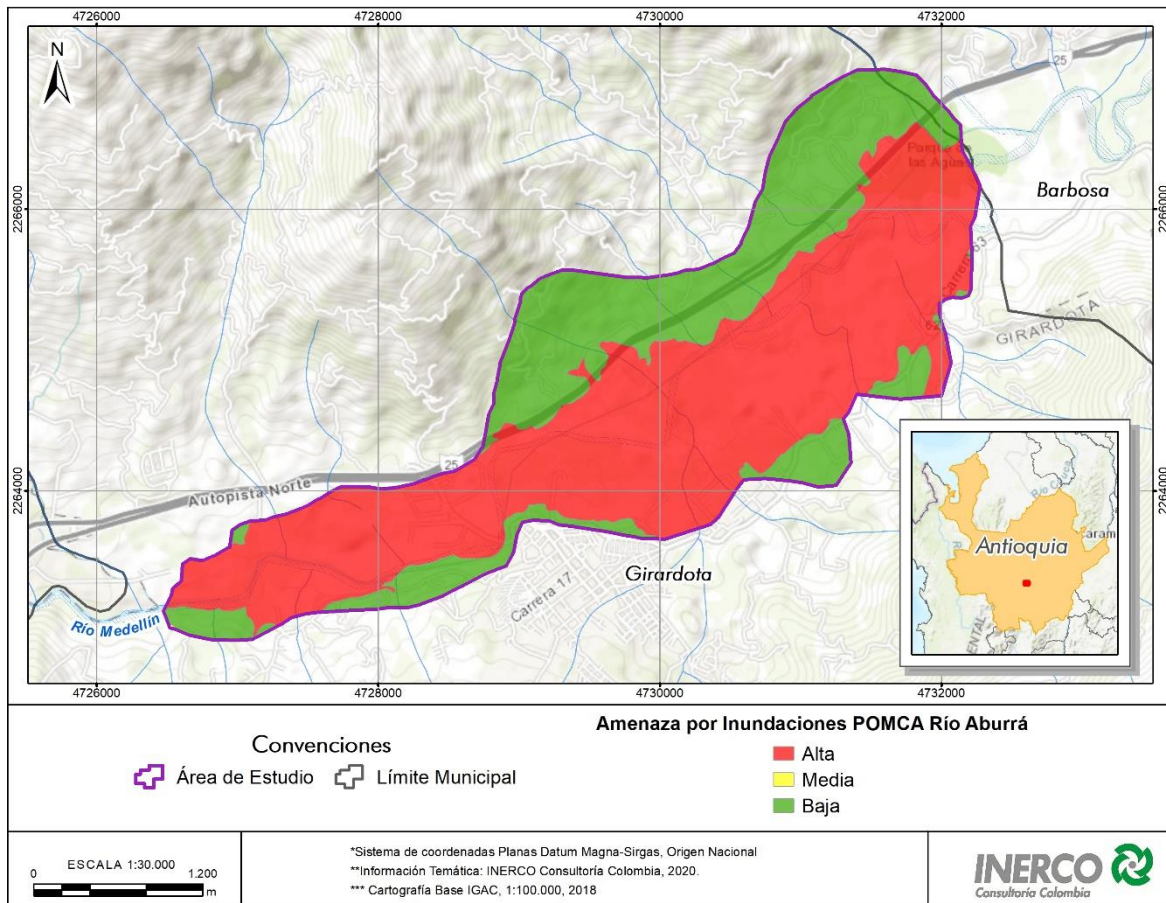 4726000
4728000
4730000
4732000
N
25
Parque de
las Aguas
2266000
2266000
Barbosa
Carrera 63
GIRARDOTA
62
25
Autopista Norte
2264000
2264000
Río Cauca
Antioquia
ENTAL
Girardota
Carrera 17
Río Medellín
4726000
4728000
4730000
4732000
Convenciones
Área de Estudio
Límite Municipal
Amenaza por Inundaciones POMCA Río Aburrá
Alta
Media
Baja
ESCALA 1:30.000
0
1.200
m
*Sistema de coordenadas Planas Datum Magna-Sirgas, Origen Nacional
**Información Temática: INERCO Consultoría Colombia, 2020.
*** Cartografía Base IGAC, 1:100.000, 2018
INERCO
Consultoría Colombia